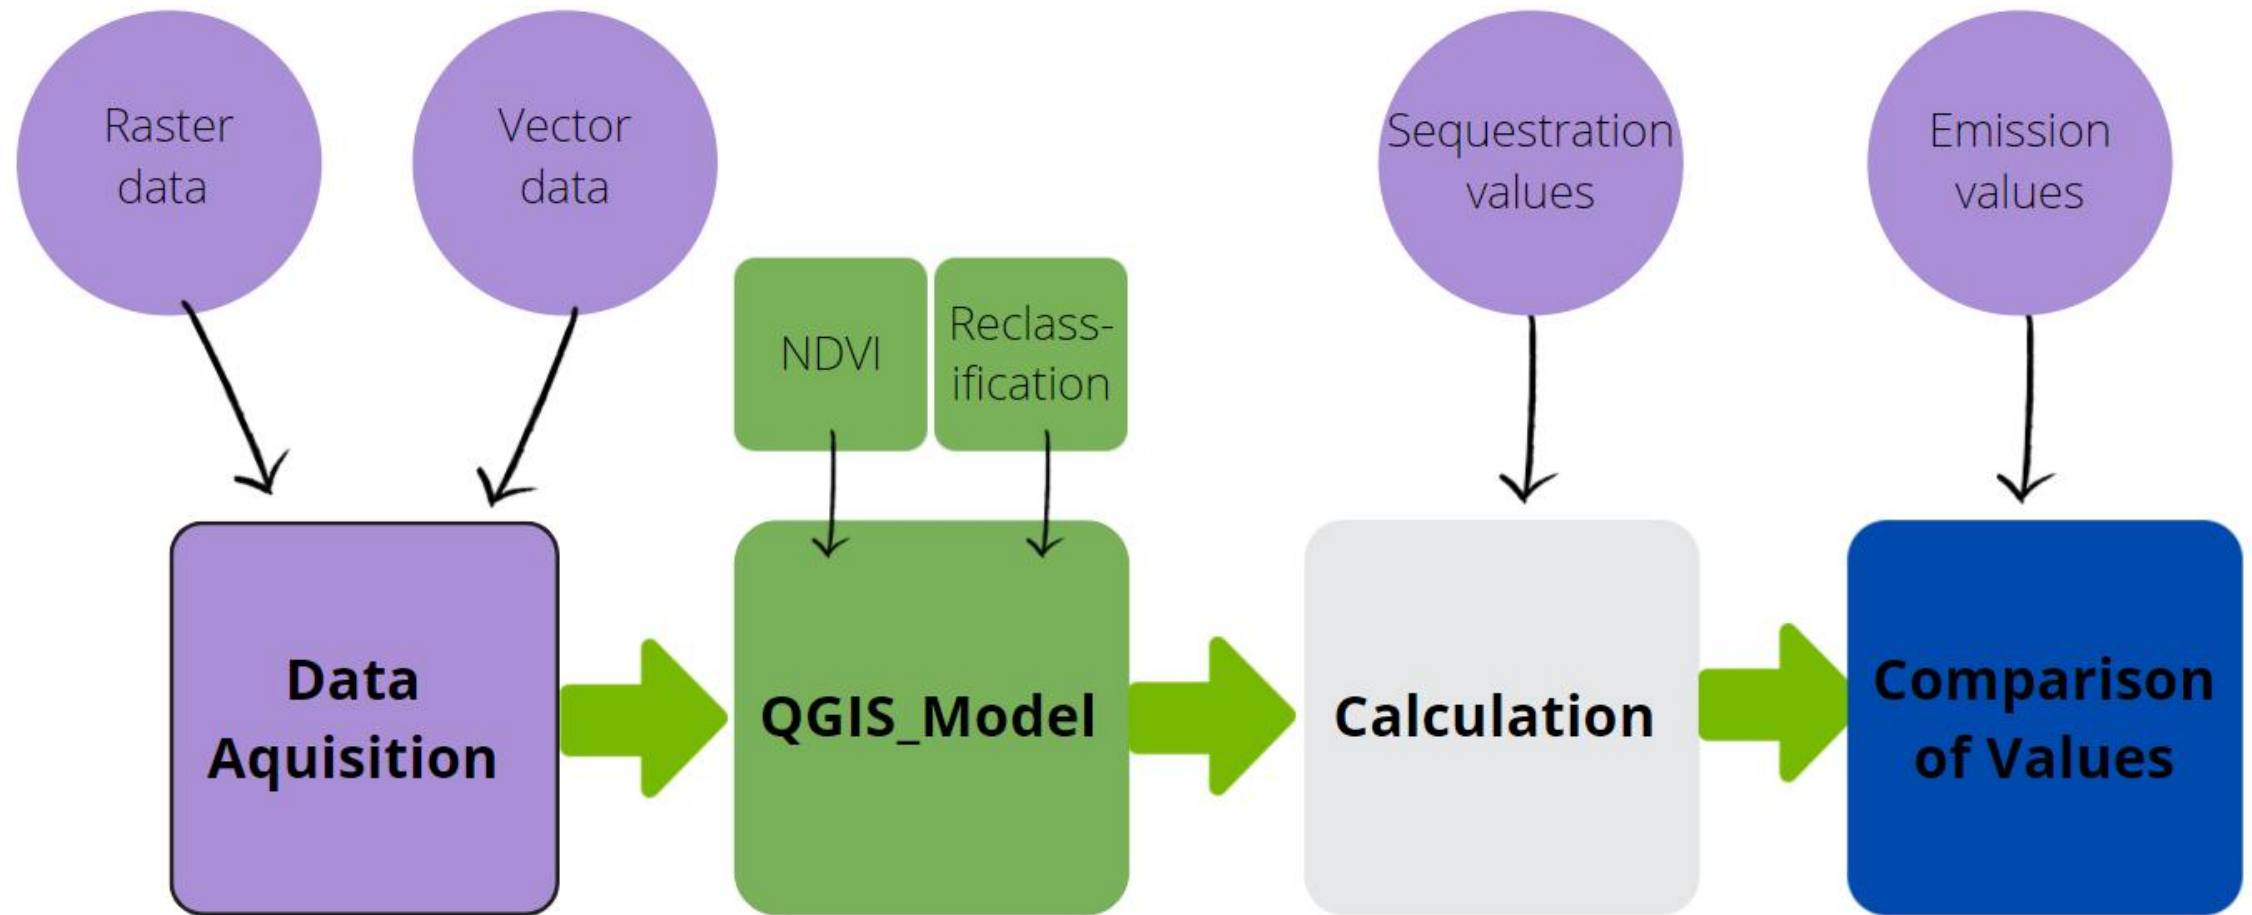 Raster
data
Vector
data
Sequestration
values
Emission
values
NDVI
Reclass-
ification
Data
Aquisition
QGIS_Model
Calculation
Comparison
of Values